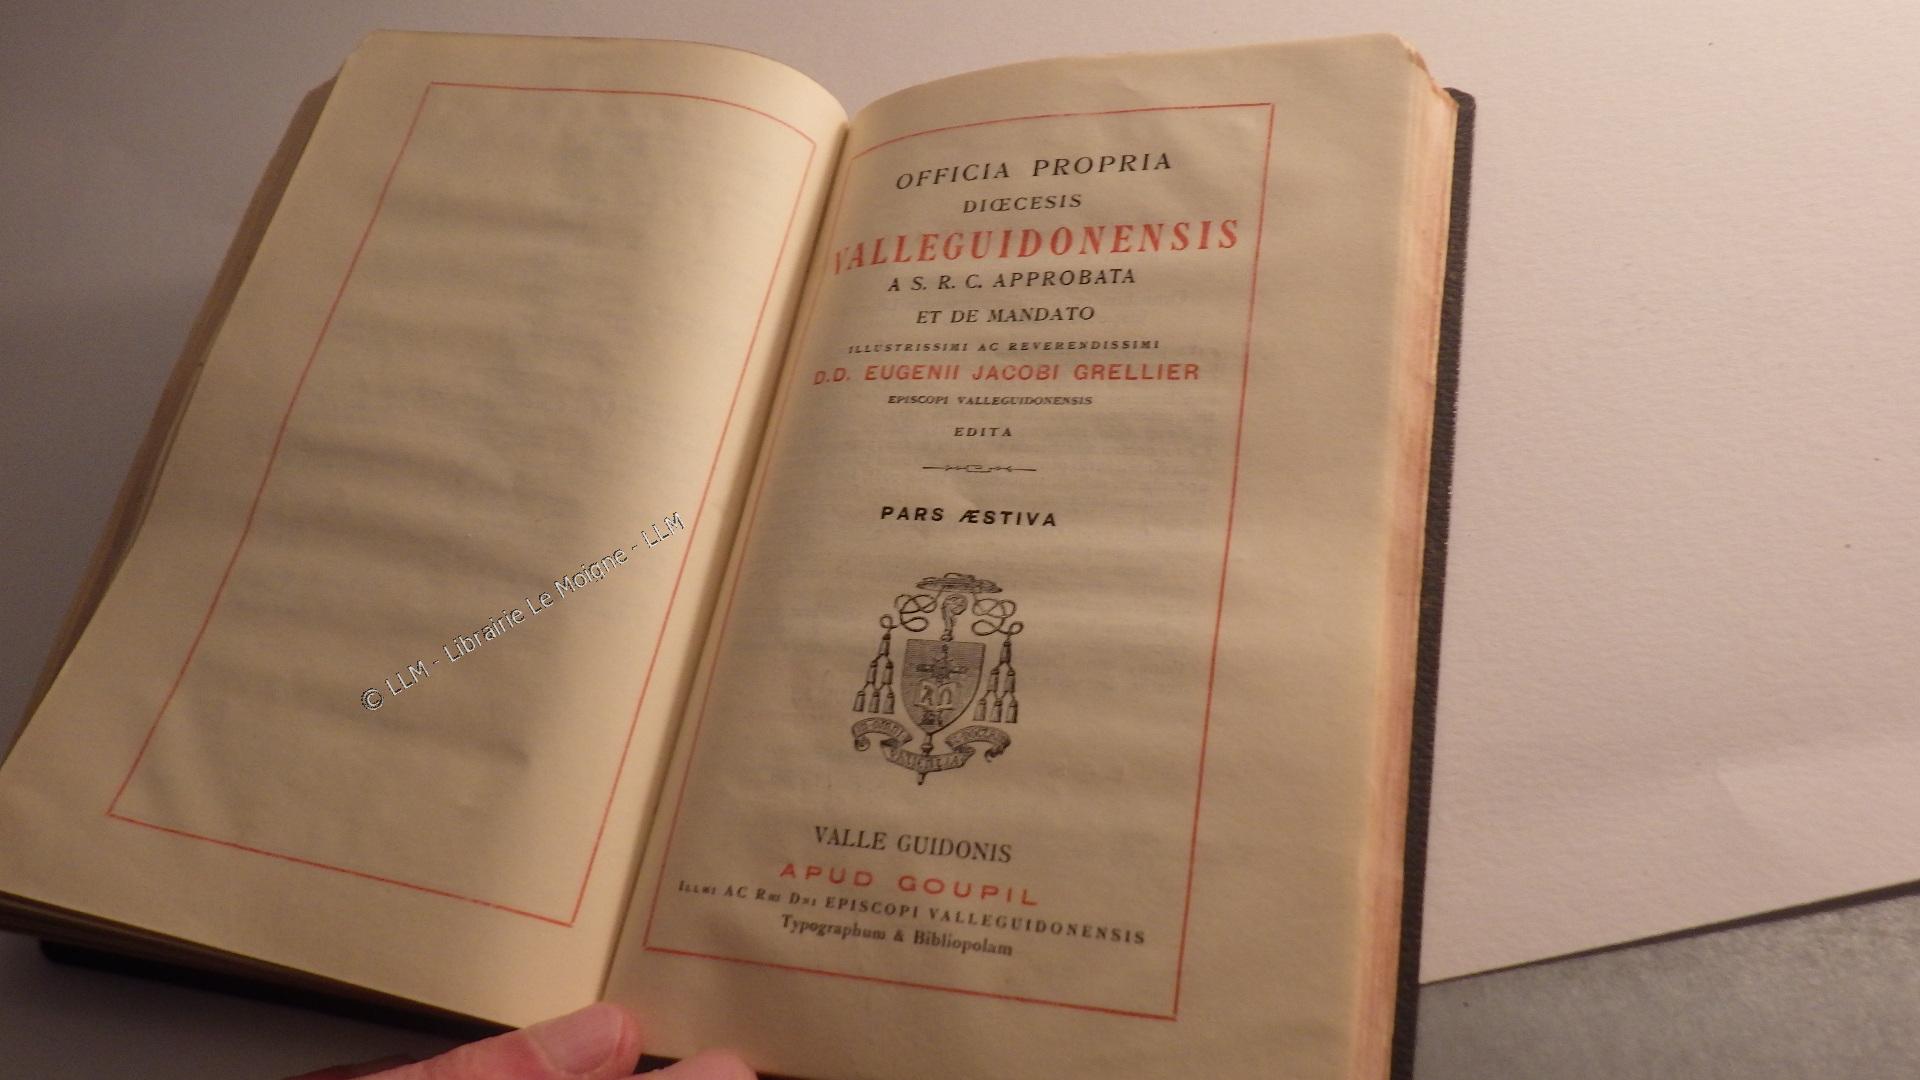 OFFICIA PROPRIA
DIŒCESIS
VALLEGUIDONENSIS
A S. R. C. APPROBATA
ET DE MANDATO
ILLUSTRISSIMI AC REVERENDISSIMI
D.D. EUGENII JACOBI GRELLIER
EPISCOPI VALLEGUIDONENSIS
EDITA
PARS ÆSTIVA
ΑΩ
VALLE GUIDONIS
APUD GOUPIL
ILLMI AC RMI DNI EPISCOPI VALLEGUIDONENSIS
Typographum & Bibliopolam
© LLM - Librairie Le Moigne - LLM